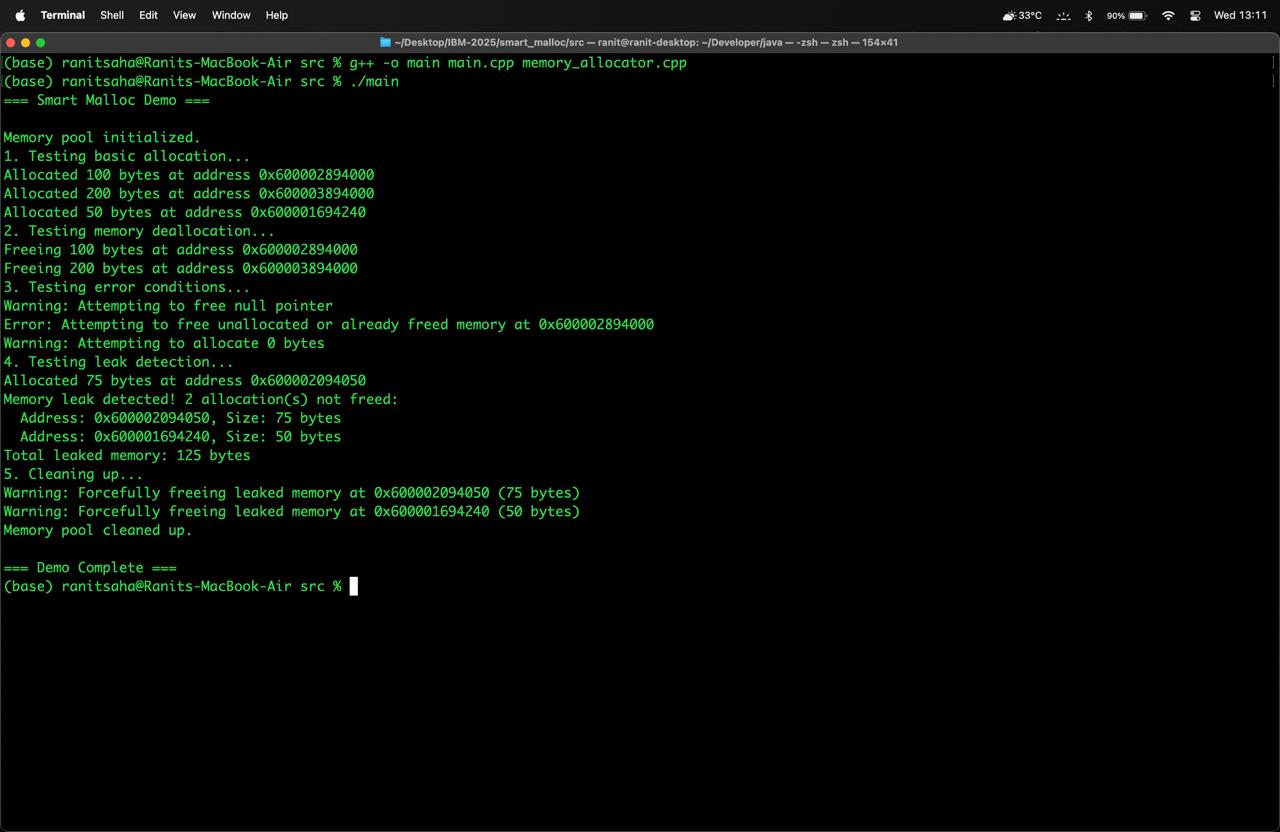 Terminal Shell Edit View Window Help 33°C 90% Wed 13:11
~/Desktop/IBM-2025/smart_malloc/src — ranit@ranit-desktop: ~/Developer/java — -zsh — zsh — 154×41
(base) ranitsaha@Ranits-MacBook-Air src % g++ -o main main.cpp memory_allocator.cpp
(base) ranitsaha@Ranits-MacBook-Air src % ./main
=== Smart Malloc Demo ===
Memory pool initialized.
1. Testing basic allocation...
Allocated 100 bytes at address 0x600002894000
Allocated 200 bytes at address 0x600003894000
Allocated 50 bytes at address 0x600001694240
2. Testing memory deallocation...
Freeing 100 bytes at address 0x600002894000
Freeing 200 bytes at address 0x600003894000
3. Testing error conditions...
Warning: Attempting to free null pointer
Error: Attempting to free unallocated or already freed memory at 0x600002894000
Warning: Attempting to allocate 0 bytes
4. Testing leak detection...
Allocated 75 bytes at address 0x600002094050
Memory leak detected! 2 allocation(s) not freed:
Address: 0x600002094050, Size: 75 bytes
Address: 0x600001694240, Size: 50 bytes
Total leaked memory: 125 bytes
5. Cleaning up...
Warning: Forcefully freeing leaked memory at 0x600002094050 (75 bytes)
Warning: Forcefully freeing leaked memory at 0x600001694240 (50 bytes)
Memory pool cleaned up.
=== Demo Complete ===
(base) ranitsaha@Ranits-MacBook-Air src %